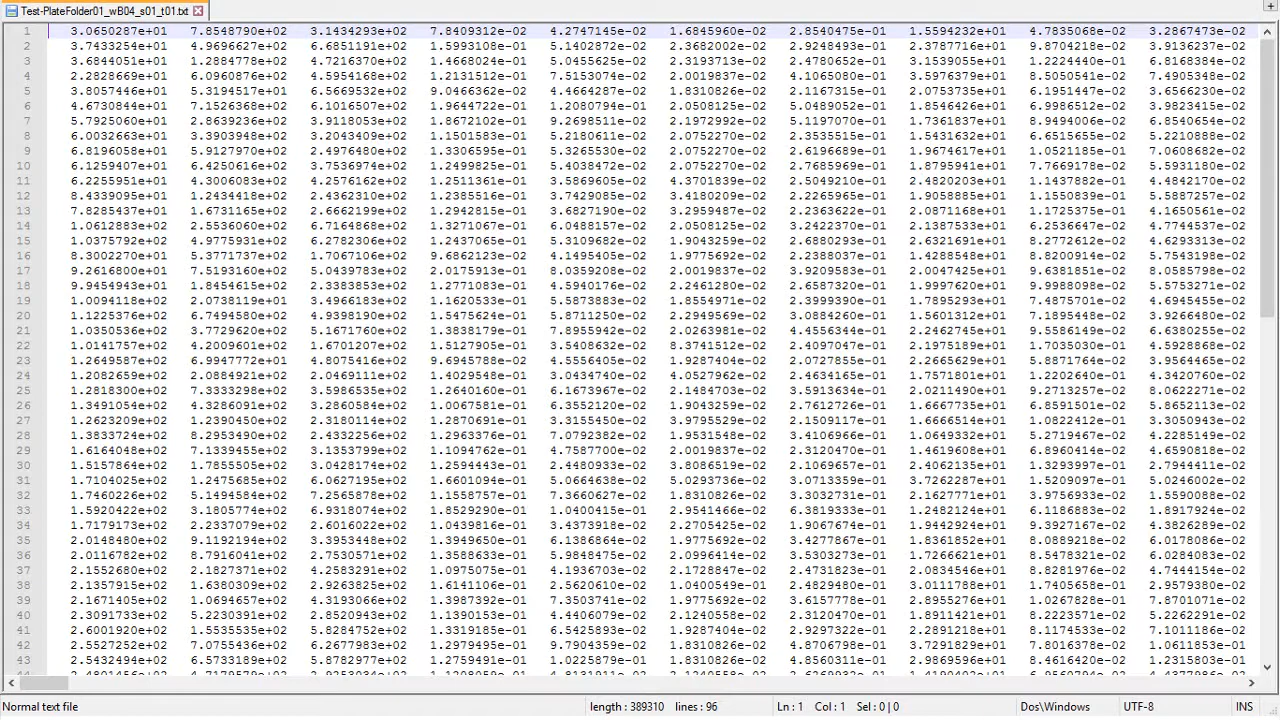 Test-PlateFolder01_wB04_s01_t01.txt
1 3.0650287e+01 7.8548790e+02 3.1434293e+02 7.8409312e-02 4.2747145e-02 1.6845960e-02 2.8540475e-01 1.5594232e+01 4.7835068e-02 3.2867473e-02
2 3.7433254e+01 4.9696627e+02 6.6851191e+02 1.5993108e-01 5.1402872e-02 2.3682002e-02 2.9248493e-02 2.3787716e-02 9.8704218e-02 3.9136237e-02
3 3.6844051e+01 1.2884778e+02 4.7216370e+02 1.4668024e-01 5.0455625e-02 2.3193713e-02 2.4780652e-01 3.1539055e+01 1.2224440e-01 6.8168384e-02
4 2.2828669e+01 6.0960876e+02 4.5954168e+02 1.2131512e-01 7.5153074e-02 2.0019837e-02 4.1065080e-01 3.5976379e+01 8.5050541e-02 7.4905348e-02
5 3.8057446e+01 5.3194517e+01 6.5669532e+02 9.0466362e-02 4.4664287e-02 1.8310826e-02 2.1167315e-01 2.0753735e+01 6.1951447e-02 3.6566230e-02
6 4.6730844e+01 7.1526368e+02 6.1016507e+02 1.9644722e-01 1.2080794e-01 2.0508125e-02 5.0489052e-01 1.8546426e+01 6.9986512e-02 3.9823415e-02
7 5.7925060e+01 2.8639236e+02 3.9118053e+02 1.8672102e-01 9.2698511e-02 2.1972992e-02 5.1197070e-01 1.7361837e+01 8.9494006e-02 6.8540654e-02
8 6.0032663e+01 3.3903948e+02 3.2043409e+02 1.1501583e-01 5.2180611e-02 2.0752270e-02 2.3535515e-01 1.5431632e+01 6.6515655e-02 5.2210888e-02
9 6.8196058e+01 5.9127970e+02 2.4976480e+02 1.3306595e-01 5.3265530e-02 2.0752270e-02 2.6196689e-01 1.9674617e+01 1.0521185e-01 7.0608682e-02
10 6.1259407e+01 6.4250616e+02 3.7536974e+02 1.2499825e-01 5.4038472e-02 2.0752270e-02 2.7685969e-01 1.8795941e+01 7.7669178e-02 5.5931180e-02
11 6.2255951e+01 4.3006083e+02 4.2576162e+02 1.2511361e-01 3.5869605e-02 4.3701839e-02 2.5049210e-01 2.4820203e+01 1.1437882e-01 4.4842170e-02
12 8.4339095e+01 1.2434418e+02 2.4362310e+02 1.2385516e-01 3.7429085e-02 3.4180209e-02 2.2265965e-01 1.9058885e+01 1.1550839e-01 5.5887257e-02
13 7.8285437e+01 1.6731165e+02 2.6662199e+02 1.2942815e-01 3.6827190e-02 3.2959487e-02 2.2363622e-01 2.0871168e+01 1.1725375e-01 4.1650561e-02
14 1.0612883e+02 2.5536060e+02 6.7164868e+02 1.3271067e-01 6.0488157e-02 2.0508125e-02 3.2422370e-01 2.1387533e+01 6.2536647e-02 4.7744537e-02
15 1.0375792e+02 4.9775931e+02 6.2782306e+02 1.2437065e-01 5.3109682e-02 1.9043259e-02 2.6880293e-01 2.6321691e+01 8.2772612e-02 4.6293313e-02
16 8.3002270e+01 5.3771737e+02 1.7067106e+02 9.6862123e-02 4.1495405e-02 1.9775692e-02 2.2388037e-01 1.4288548e+01 8.8200914e-02 5.7543198e-02
17 9.2616800e+01 7.5193160e+01 5.0439783e+02 2.0175913e-01 8.0359208e-02 2.0019837e-02 3.9209583e-01 2.0047425e+01 9.6381851e-02 8.0585798e-02
18 9.9454943e+01 1.8454615e+02 2.3383853e+02 1.2771083e-01 4.5940176e-02 2.2461280e-02 2.6587320e-01 1.9997620e+01 9.9988098e-02 5.5753271e-02
19 1.0094118e+02 2.0738119e+01 3.4966183e+02 1.1620533e-01 5.5873883e-02 1.8554971e-02 2.3999390e-01 1.7895293e+01 7.4875701e-02 4.6945455e-02
20 1.1225376e+02 6.7494580e+02 4.9398190e+02 1.5475624e-01 5.8711250e-02 2.2949569e-02 3.0884260e-01 1.5601312e+01 7.1895448e-02 3.9266480e-02
21 1.0350536e+02 3.7729620e+02 5.1671760e+02 1.3838179e-01 7.8955942e-02 2.0263981e-02 4.4556344e-01 2.2462745e+01 9.5586149e-02 6.6380255e-02
22 1.0141757e+02 4.2009601e+02 1.6701207e+02 1.5127905e-01 3.5408632e-02 8.3741512e-02 2.4097047e-01 2.1975189e+01 1.7035030e-01 4.5928868e-02
23 1.2649587e+02 6.9947772e+01 4.8075416e+02 9.6945788e-02 4.5556405e-02 1.9287404e-02 2.0727855e-01 2.2665629e+01 5.8871764e-02 3.9564465e-02
24 1.2082659e+02 2.0884921e+02 2.0469111e+02 1.4029548e-01 3.0434740e-02 4.0527962e-02 2.4634165e-01 1.7571801e+01 1.2202640e-01 4.3420760e-02
25 1.2818300e+02 7.3333298e+02 3.5986535e+02 1.2640160e-01 6.1673967e-02 2.1484703e-02 3.5913634e-01 2.0211490e+01 9.2713257e-02 8.0622271e-02
26 1.3491054e+02 4.3286091e+02 3.2860584e+02 1.0067581e-01 6.3552120e-02 1.9043259e-02 2.7612726e-01 1.6667735e+01 6.8591501e-02 5.8652113e-02
27 1.2623209e+02 1.2390450e+02 2.3180114e+02 1.2870691e-01 3.3155450e-02 3.9795529e-02 2.1509117e-01 1.6666514e+01 1.0822412e-01 3.3050943e-02
28 1.3833724e+02 8.2953490e+02 2.4332256e+02 1.2963376e-01 7.0792382e-02 1.9531548e-02 3.4106966e-01 1.0649332e+01 5.2719467e-02 4.2285149e-02
29 1.6164048e+02 7.1339455e+02 3.1353799e+02 1.1094762e-01 4.7587700e-02 2.0019837e-02 2.3120470e-01 1.4619608e+01 6.8960414e-02 4.6590818e-02
30 1.5157864e+02 1.7855505e+02 3.0428174e+02 1.2594443e-01 2.4480933e-02 3.8086519e-02 2.1069657e-01 2.4062135e+01 1.3293997e-01 2.7944411e-02
31 1.7104025e+02 1.2475685e+02 6.0627195e+02 1.6601094e-01 5.0664638e-02 5.0293736e-02 3.0713359e-01 3.7262287e+01 1.5209097e-01 5.0246002e-02
32 1.7460226e+02 5.1494584e+02 7.2565878e+02 1.1558757e-01 7.3660627e-02 1.8310826e-02 3.3032731e-01 2.1627771e+01 3.9756933e-02 1.5590088e-02
33 1.5920422e+02 3.1805774e+02 6.9318074e+02 1.8529290e-01 1.0400415e-01 2.9541466e-02 6.3819333e-01 1.2482124e+01 6.1186883e-02 1.8917924e-02
34 1.7179173e+02 2.2337079e+02 2.6016022e+02 1.0439816e-01 3.4373918e-02 2.2705425e-02 1.9067674e-01 1.9442924e+01 9.3927167e-02 4.3826289e-02
35 2.0148480e+02 9.1192194e+01 3.3953448e+02 1.3949650e-01 6.1386864e-02 1.9775692e-02 3.4277867e-01 1.8361852e+01 8.0889218e-02 6.0178086e-02
36 2.0116782e+02 8.7916041e+02 2.7530571e+02 1.3588633e-01 5.9848475e-02 2.0996414e-02 3.5303273e-01 1.7266621e+01 8.5478321e-02 6.0284083e-02
37 2.1552680e+02 2.1827371e+02 4.2583291e+02 1.0975075e-01 4.1936703e-02 2.1728847e-02 2.4731823e-01 2.0834546e+01 8.8281976e-02 4.7444154e-02
38 2.1357915e+02 1.6380309e+02 2.9263825e+02 1.6141106e-01 2.5620610e-02 1.0400549e-01 2.4829480e-01 3.0111788e+01 1.7405658e-01 2.9579380e-02
39 2.1671405e+02 1.0694657e+02 4.3193066e+02 1.3987392e-01 7.3503741e-02 1.9775692e-02 3.6157778e-01 2.8955276e+01 1.0267828e-01 7.8701071e-02
40 2.3091733e+02 5.2230391e+02 2.8520943e+02 1.1390153e-01 4.4406079e-02 2.1240558e-02 2.3120470e-01 1.8911421e+01 8.2223571e-02 5.2262291e-02
41 2.6001920e+02 1.5535535e+02 5.8284752e+02 1.3319185e-01 6.5425893e-02 1.9287404e-02 2.9297322e-01 2.2891218e+01 8.1174533e-02 7.1011186e-02
42 2.5527252e+02 7.0755436e+02 6.2677983e+02 1.2979495e-01 9.7904359e-02 1.8310826e-02 4.8706798e-01 3.7291829e+01 7.8016378e-02 1.0611853e-01
43 2.5432494e+02 6.5733189e+02 5.8782977e+02 1.2759491e-01 1.0225879e-01 1.8310826e-02 4.8560311e-01 2.9869596e+01 8.4616420e-02 1.2315803e-01
Normal text file length : 389310 lines : 96 Ln : 1 Col : 1 Sel : 0 | 0 Dos\Windows UTF-8 INS